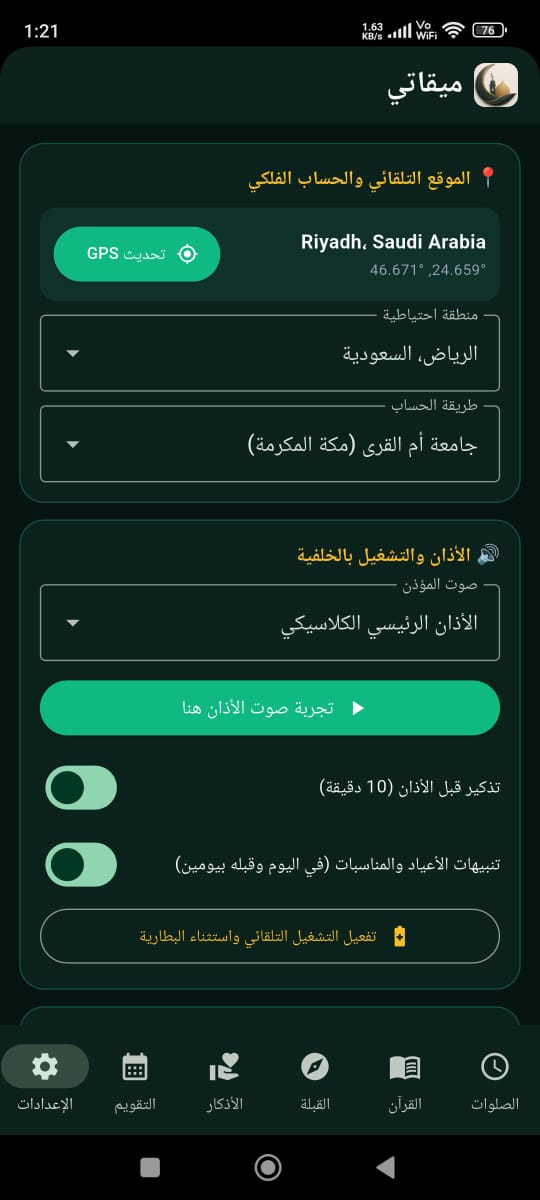 1:21
1.63 KB/s Vo WiFi 76
ميقاتي
📍 الموقع التلقائي والحساب الفلكي
Riyadh، Saudi Arabia
24.659°, 46.671°
تحديث GPS
منطقة احتياطية
الرياض، السعودية
طريقة الحساب
جامعة أم القرى (مكة المكرمة)
🔊 الأذان والتشغيل بالخلفية
صوت المؤذن
الأذان الرئيسي الكلاسيكي
تجربة صوت الأذان هنا
تذكير قبل الأذان (10 دقيقة)
تنبيهات الأعياد والمناسبات (في اليوم وقبله بيومين)
تفعيل التشغيل التلقائي واستثناء البطارية
الصلوات
القرآن
القبلة
الأذكار
التقويم
الإعدادات